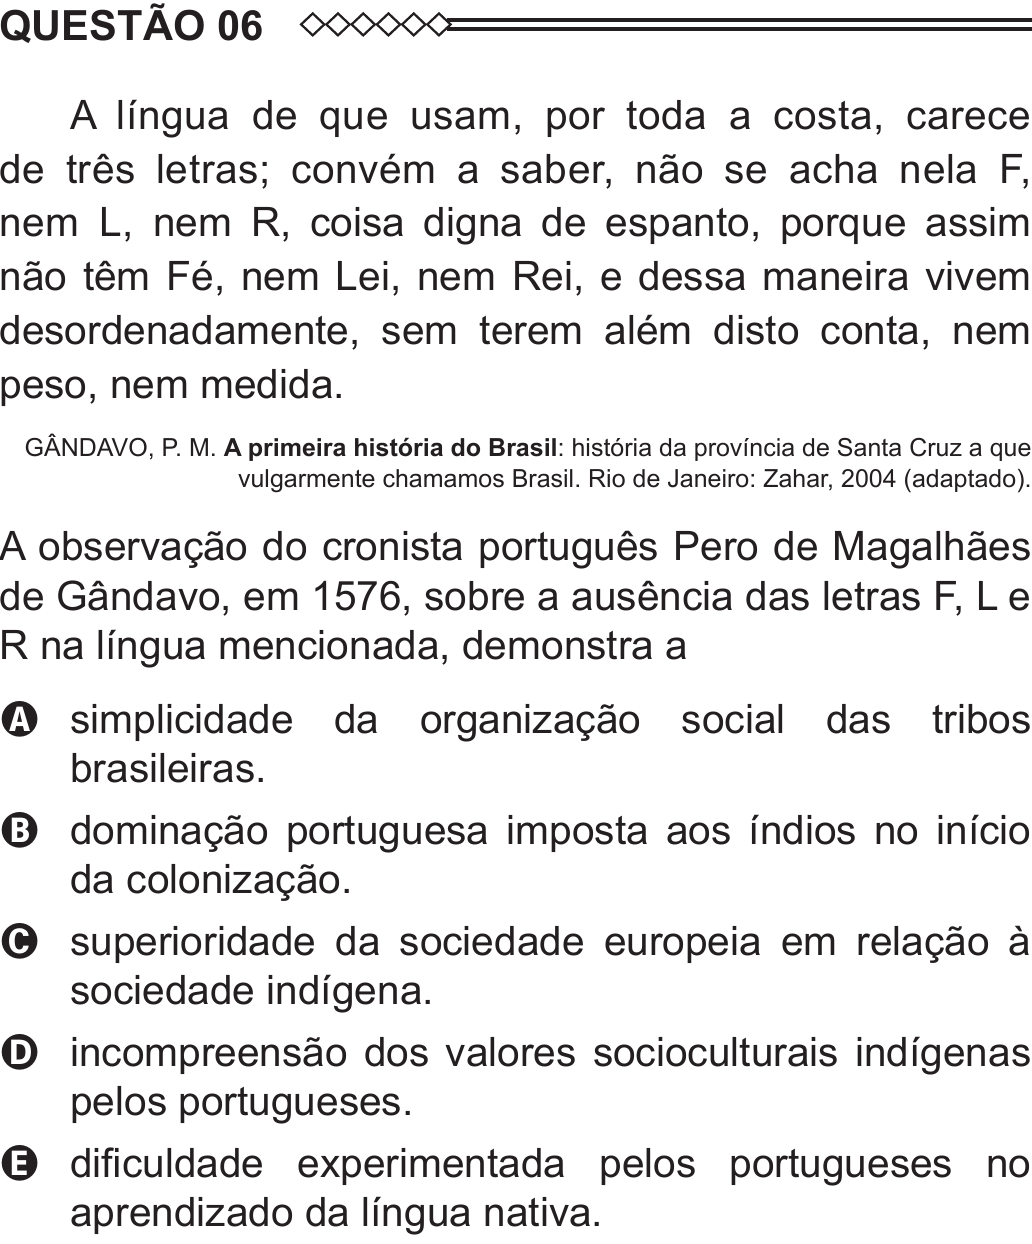 QUESTÃO 06
A língua de que usam, por toda a costa, carece
de três letras; convém a saber, não se acha nela F,
nem L, nem R, coisa digna de espanto, porque assim
não têm Fé, nem Lei, nem Rei, e dessa maneira vivem
desordenadamente, sem terem além disto conta, nem
peso, nem medida.
GÂNDAVO, P. M. A primeira história do Brasil: história da província de Santa Cruz a que
vulgarmente chamamos Brasil. Rio de Janeiro: Zahar, 2004 (adaptado).
A observação do cronista português Pero de Magalhães
de Gândavo, em 1576, sobre a ausência das letras F, L e
R na língua mencionada, demonstra a
A simplicidade da organização social das tribos
brasileiras.
B dominação portuguesa imposta aos índios no início
da colonização.
C superioridade da sociedade europeia em relação à
sociedade indígena.
D incompreensão dos valores socioculturais indígenas
pelos portugueses.
E dificuldade experimentada pelos portugueses no
aprendizado da língua nativa.